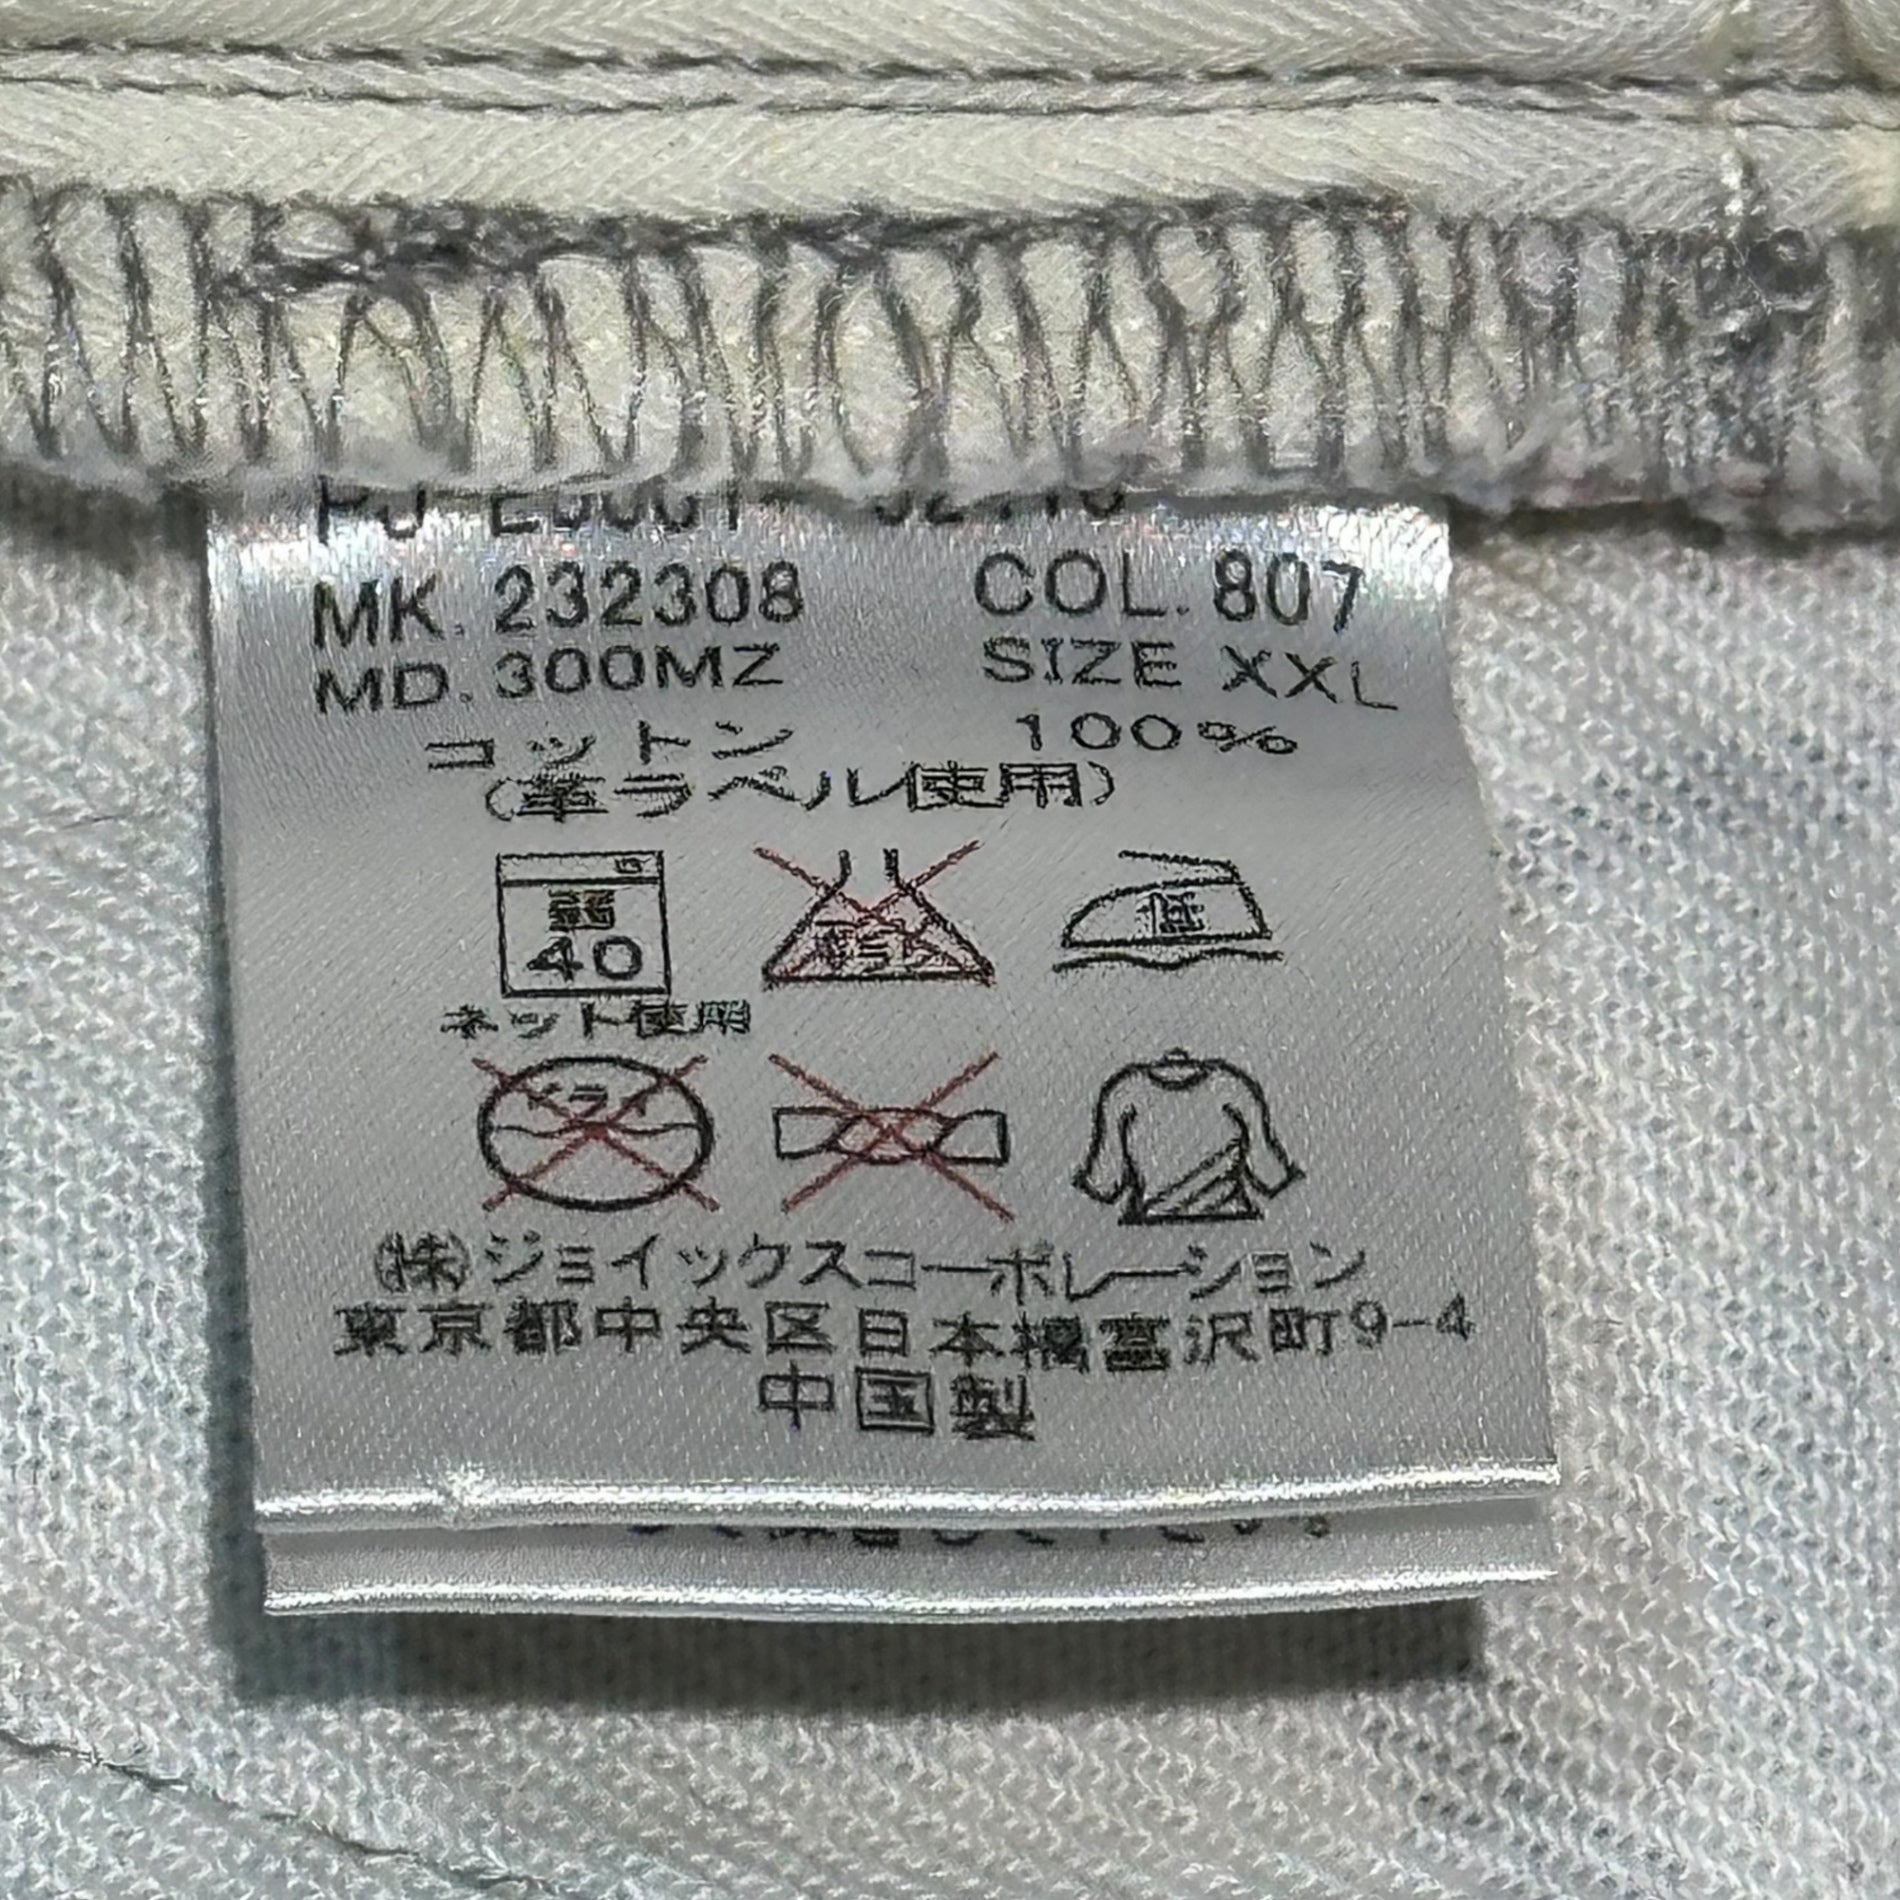 MK. 232308 COL. 807
MD. 300MZ SIZE XXL
コットン 100%
(革ラベル使用)
弱 40
低
ネット使用
ドライ
(株)ジョイックスコーポレーション
東京都中央区日本橋富沢町9-4
中国製